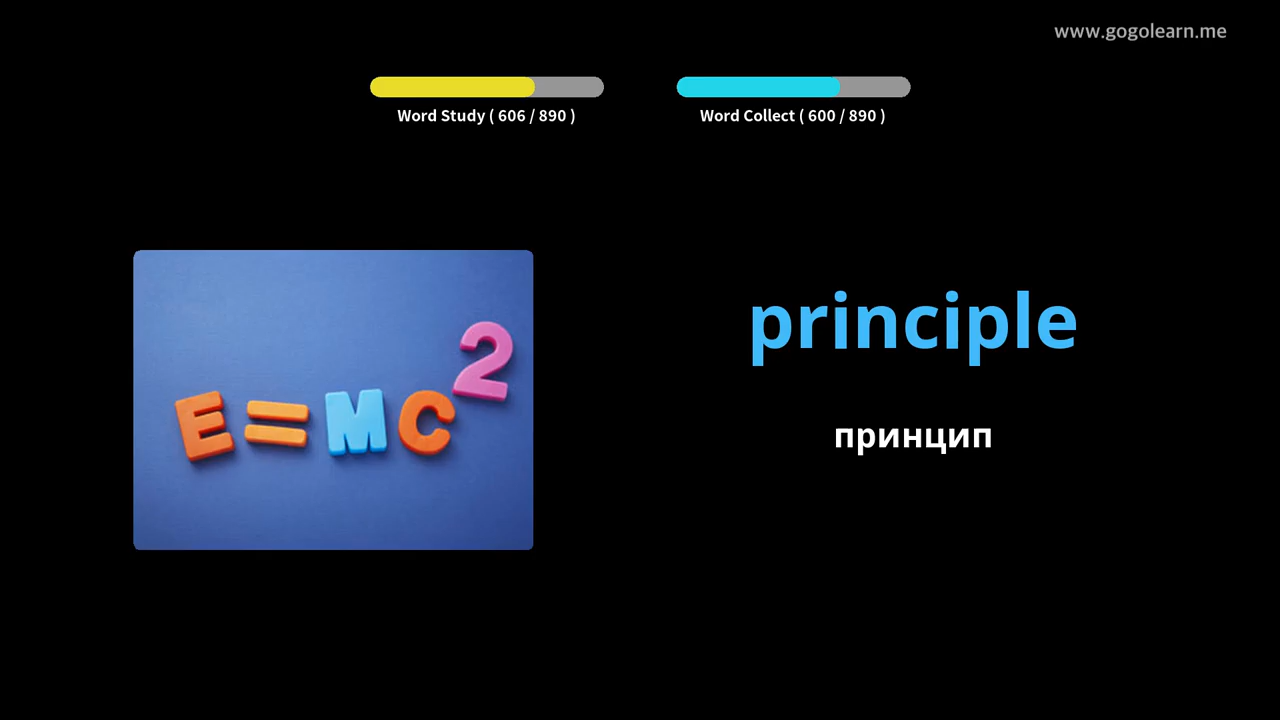 www.gogolearn.me
Word Study ( 606 / 890 )
Word Collect ( 600 / 890 )
E=MC²
principle
принцип